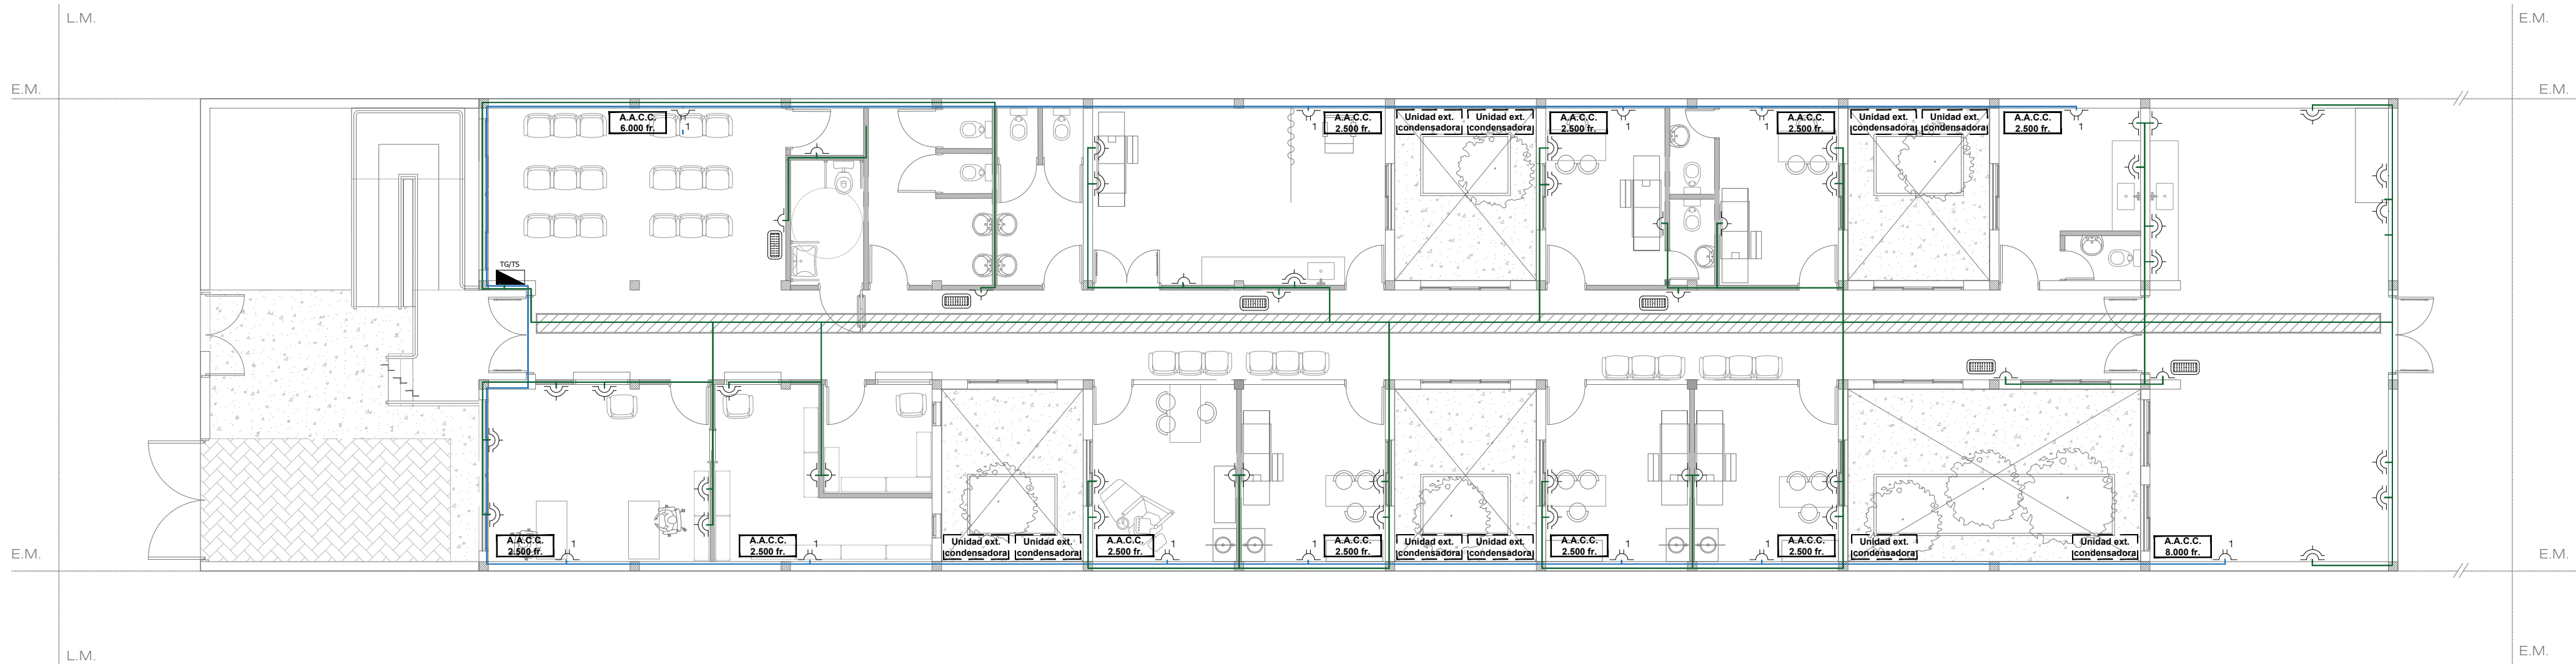 L.M.
E.M.
E.M.
E.M.
A.A.C.C.
6.000 fr.
1
1
A.A.C.C.
2.500 fr.
Unidad ext.
condensadora
Unidad ext.
condensadora
A.A.C.C.
2.500 fr.
1
1
A.A.C.C.
2.500 fr.
Unidad ext.
condensadora
Unidad ext.
condensadora
A.A.C.C.
2.500 fr.
1
TG/TS
E.M.
E.M.
A.A.C.C.
2.500 fr.
1
A.A.C.C.
2.500 fr.
1
Unidad ext.
condensadora
Unidad ext.
condensadora
A.A.C.C.
2.500 fr.
1
1
A.A.C.C.
2.500 fr.
Unidad ext.
condensadora
Unidad ext.
condensadora
A.A.C.C.
2.500 fr.
1
1
A.A.C.C.
2.500 fr.
Unidad ext.
condensadora
Unidad ext.
condensadora
A.A.C.C.
8.000 fr.
1
L.M.
E.M.